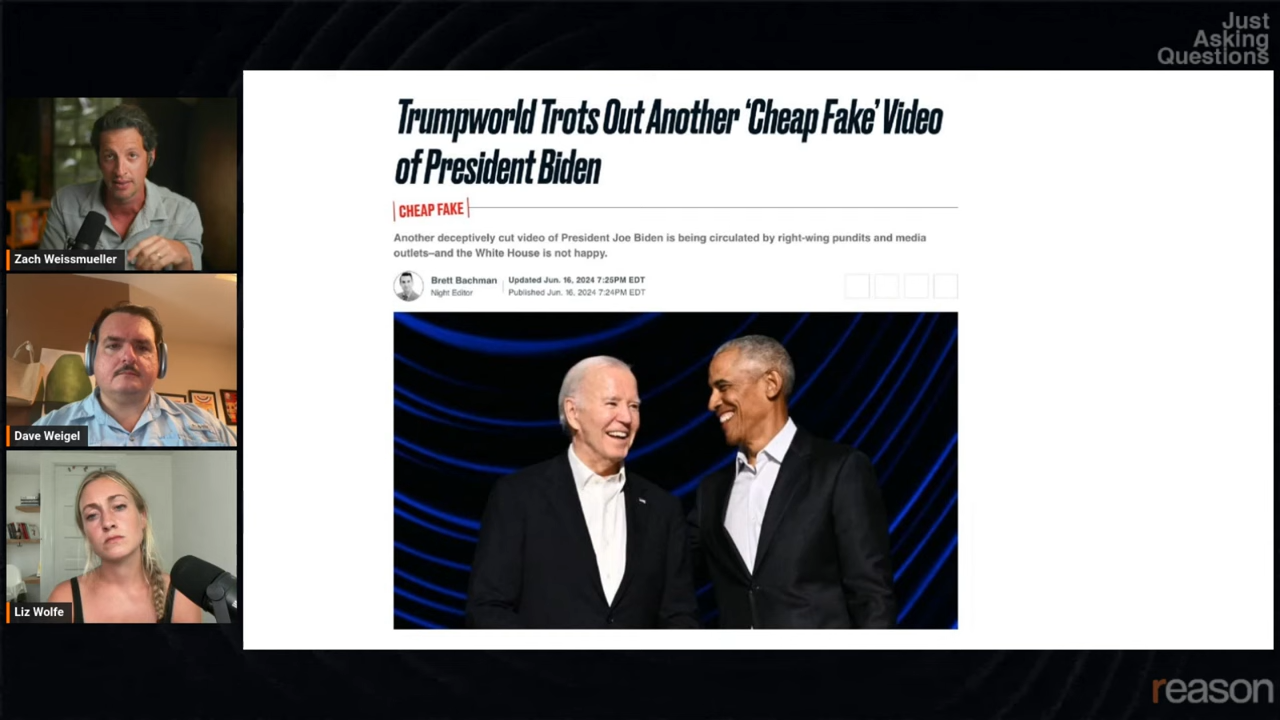 Just
Asking
Questions
Trumpworld Trots Out Another ‘Cheap Fake’ Video
of President Biden
CHEAP FAKE
Another deceptively cut video of President Joe Biden is being circulated by right-wing pundits and media
outlets–and the White House is not happy.
Brett Bachman
Night Editor
Updated Jun. 16, 2024 7:25PM EDT
Published Jun. 16, 2024 7:24PM EDT
Zach Weissmueller
Dave Weigel
Liz Wolfe
reason